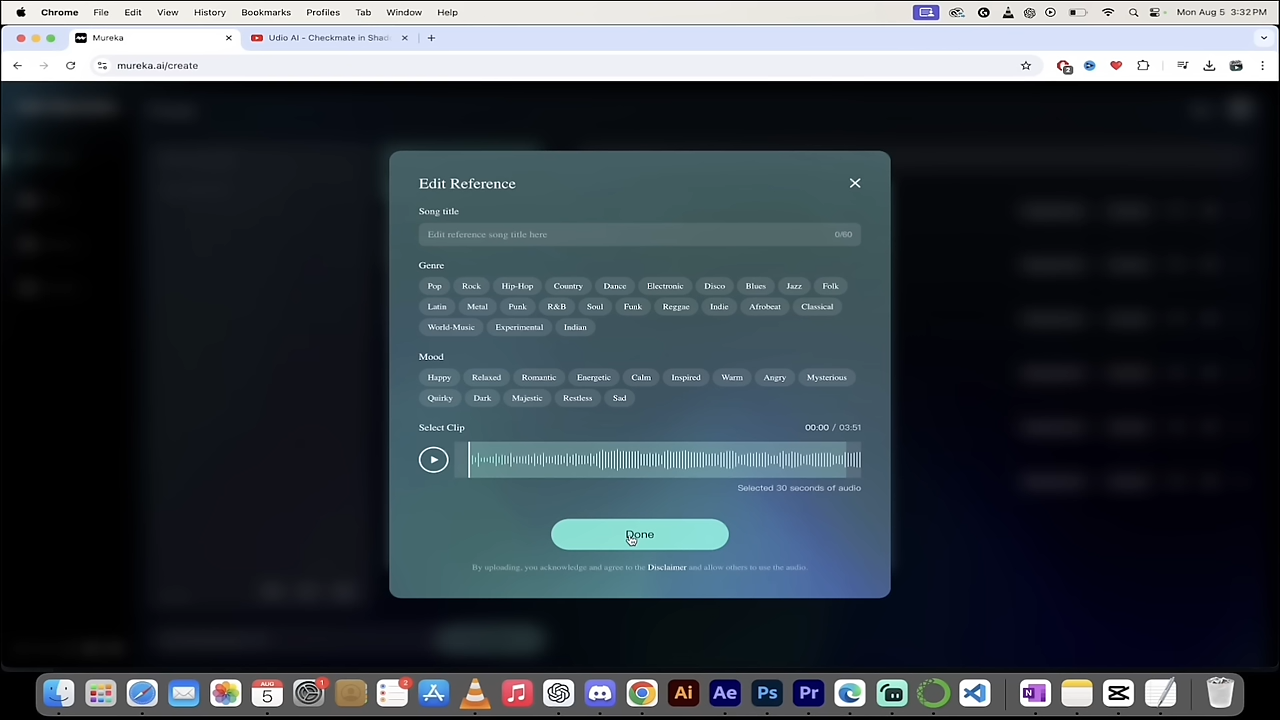 Chrome File Edit View History Bookmarks Profiles Tab Window Help Mon Aug 5 3:32 PM
Mureka Udio AI - Checkmate in Shad
mureka.ai/create 2
Edit Reference
Song title
Edit reference song title here 0/60
Genre
Pop Rock Hip-Hop Country Dance Electronic Disco Blues Jazz Folk
Latin Metal Punk R&B Soul Funk Reggae Indie Afrobeat Classical
World-Music Experimental Indian
Mood
Happy Relaxed Romantic Energetic Calm Inspired Warm Angry Mysterious
Quirky Dark Majestic Restless Sad
Select Clip 00:00 / 03:51
Selected 30 seconds of audio
Done
By uploading, you acknowledge and agree to the Disclaimer and allow others to use the audio.
AUG 5 1 2 Ai Ae Ps Pr N